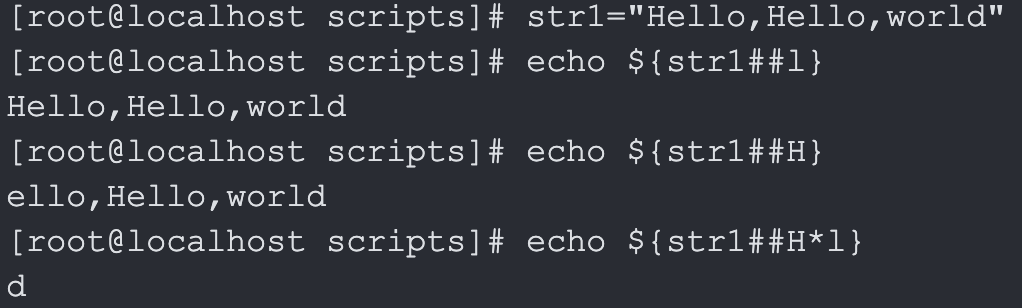 [root@localhost scripts]# str1="Hello,Hello,world"
[root@localhost scripts]# echo ${str1##l}
Hello,Hello,world
[root@localhost scripts]# echo ${str1##H}
ello,Hello,world
[root@localhost scripts]# echo ${str1##H*l}
d